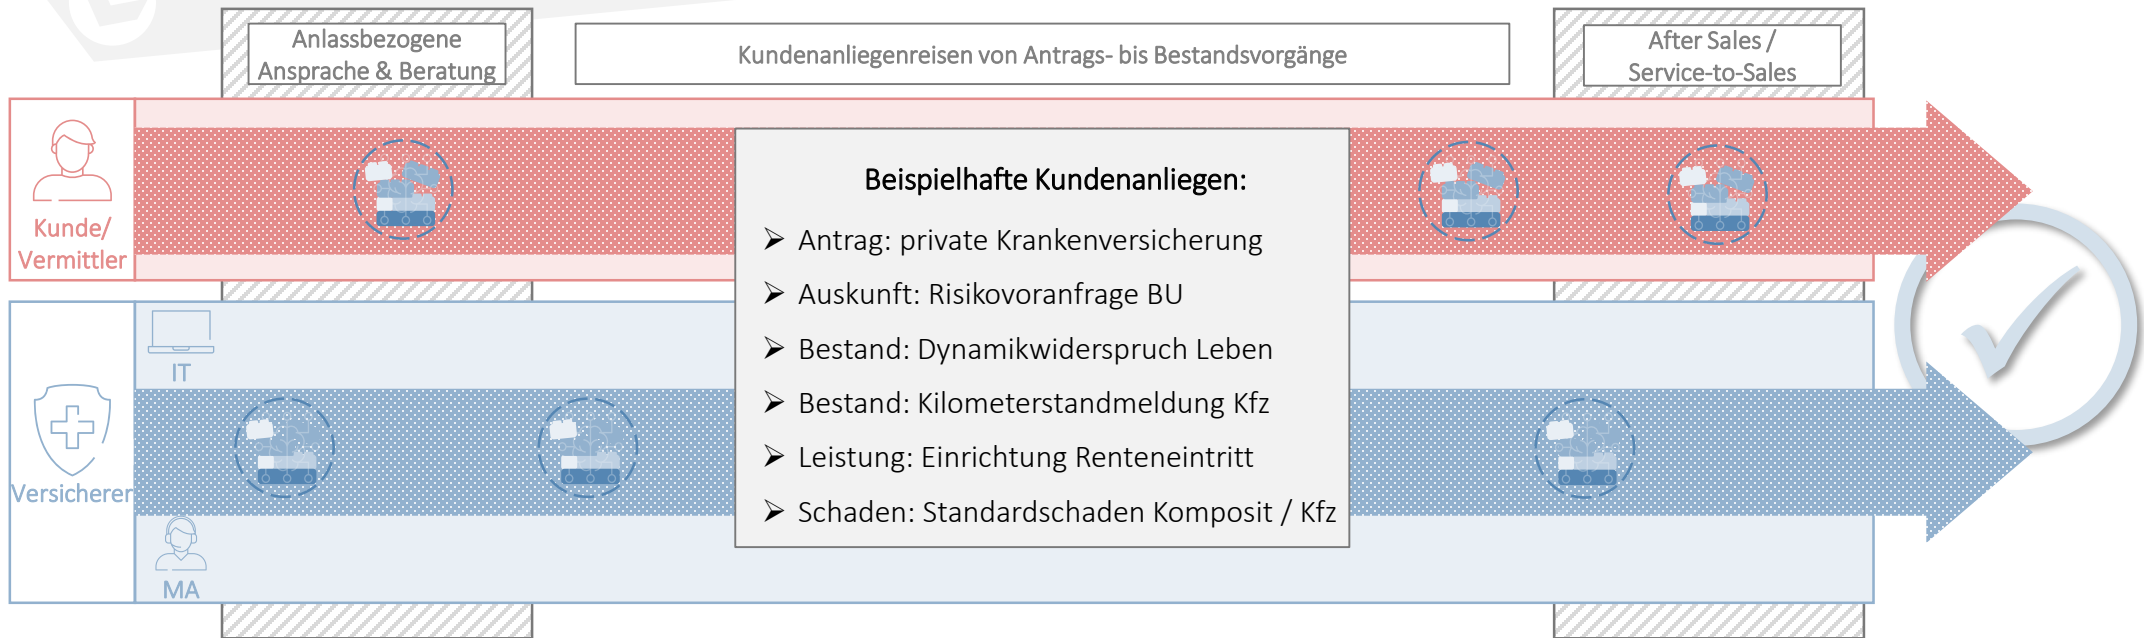 Anlassbezogene
Ansprache & Beratung
Kundenanliegenreisen von Antrags- bis Bestandsvorgänge
After Sales /
Service-to-Sales
Kunde/
Vermittler
Beispielhafte Kundenanliegen:
➢ Antrag: private Krankenversicherung
➢ Auskunft: Risikovoranfrage BU
➢ Bestand: Dynamikwiderspruch Leben
➢ Bestand: Kilometerstandmeldung Kfz
➢ Leistung: Einrichtung Renteneintritt
➢ Schaden: Standardschaden Komposit / Kfz
IT
Versicherer
MA